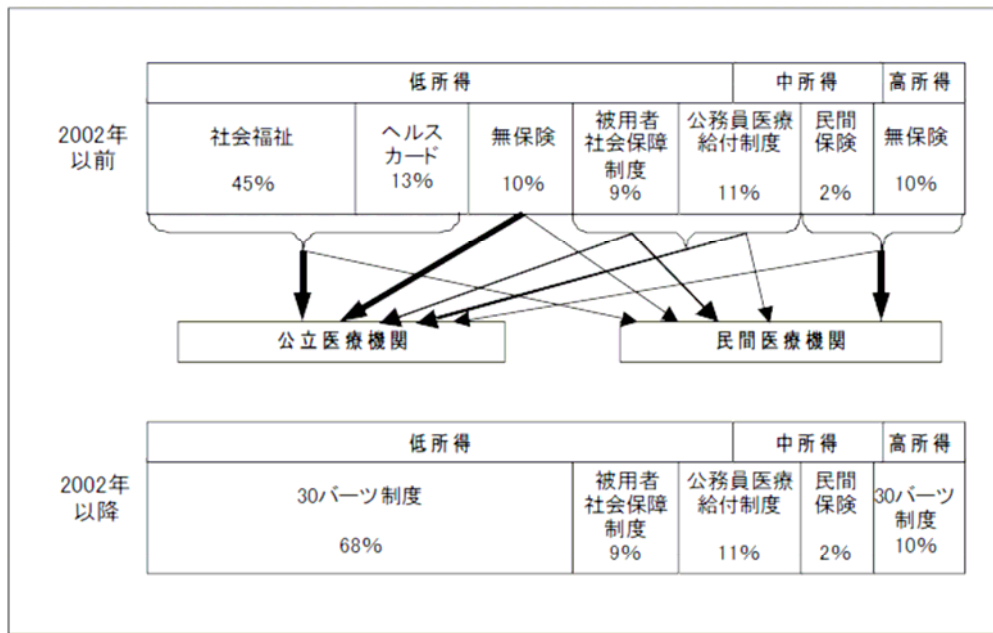 低所得 中所得 高所得
2002年
以前
社会福祉
45%
ヘルス
カード
13%
無保険
10%
被用者
社会保障
制度
9%
公務員医療
給付制度
11%
民間
保険
2%
無保険
10%
公立医療機関
民間医療機関
低所得 中所得 高所得
2002年
以降
30バーツ制度
68%
被用者
社会保障
制度
9%
公務員医療
給付制度
11%
民間
保険
2%
30バーツ
制度
10%